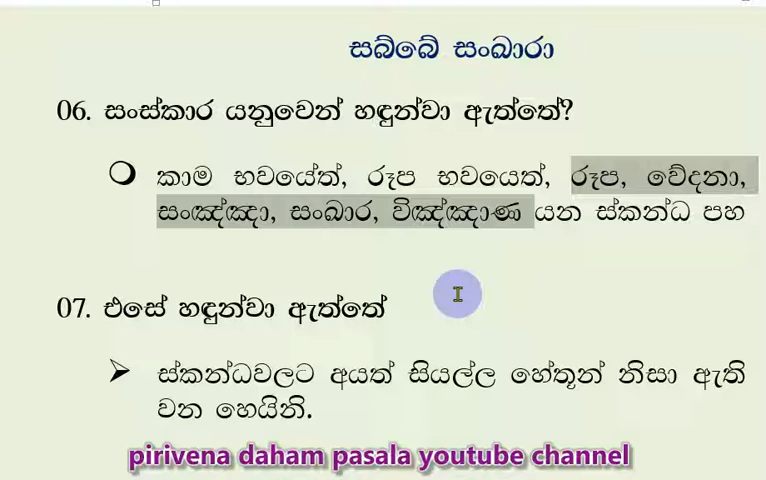 සබ්බේ සංඛාරා
06. සංස්කාර යනුවෙන් හඳුන්වා ඇත්තේ?
කාම භවයේත්, රූප භවයෙත්, රූප, වේදනා,
සංඤ්ඤා, සංඛාර, විඤ්ඤාණ යන ස්කන්ධ පහ
07. එසේ හඳුන්වා ඇත්තේ
ස්කන්ධවලට අයත් සියල්ල හේතූන් නිසා ඇති
වන හෙයිනි.
pirivena daham pasala youtube channel